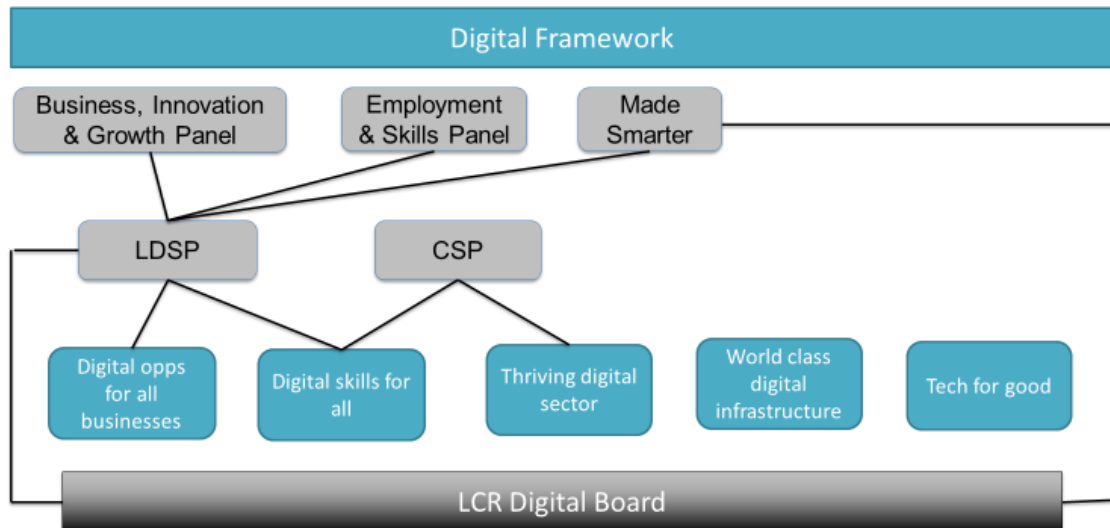 Digital Framework
Business, Innovation
& Growth Panel
Employment
& Skills Panel
Made
Smarter
LDSP
CSP
Digital opps
for all
businesses
Digital skills for
all
Thriving digital
sector
World class
digital
infrastructure
Tech for good
LCR Digital Board